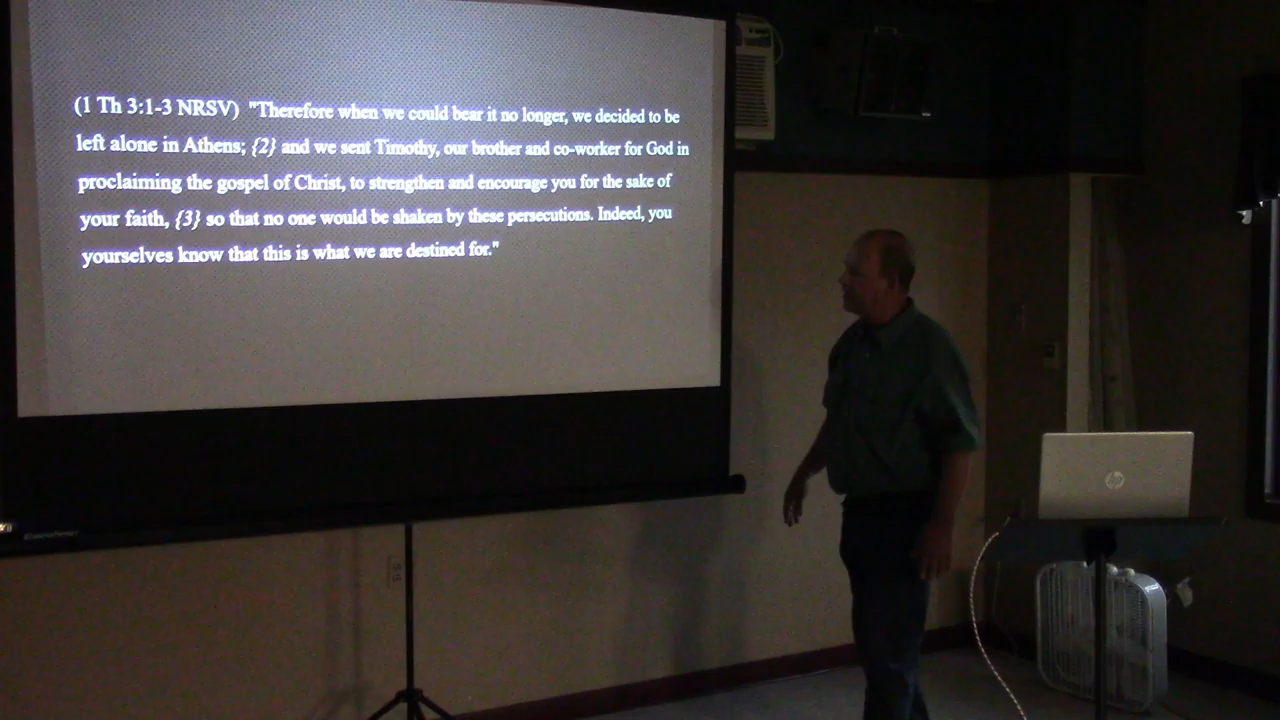 (1 Th 3:1-3 NRSV) "Therefore when we could bear it no longer, we decided to be
left alone in Athens; {2} and we sent Timothy, our brother and co-worker for God in
proclaiming the gospel of Christ, to strengthen and encourage you for the sake of
your faith, {3} so that no one would be shaken by these persecutions. Indeed, you
yourselves know that this is what we are destined for."
hp